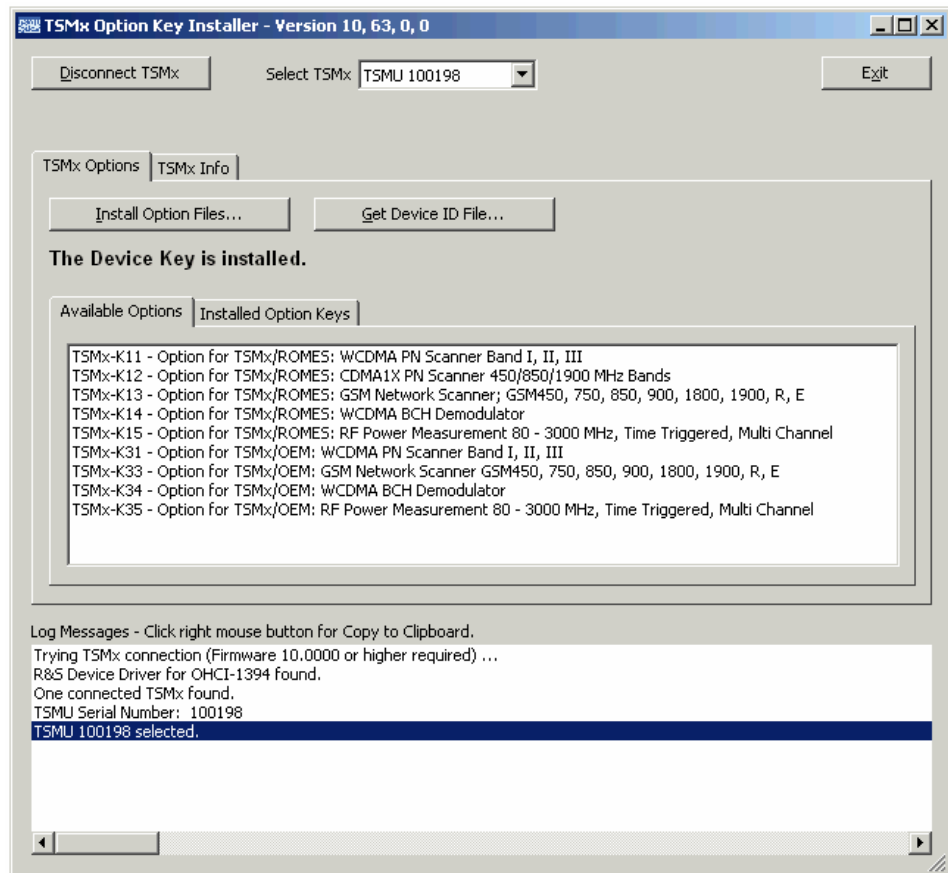 TSMx Option Key Installer - Version 10, 63, 0, 0
Disconnect TSMx Select TSMx TSMU 100198 Exit
TSMx Options TSMx Info
Install Option Files... Get Device ID File...
The Device Key is installed.
Available Options Installed Option Keys
TSMx-K11 - Option for TSMx/ROMES: WCDMA PN Scanner Band I, II, III
TSMx-K12 - Option for TSMx/ROMES: CDMA1X PN Scanner 450/850/1900 MHz Bands
TSMx-K13 - Option for TSMx/ROMES: GSM Network Scanner; GSM450, 750, 850, 900, 1800, 1900, R, E
TSMx-K14 - Option for TSMx/ROMES: WCDMA BCH Demodulator
TSMx-K15 - Option for TSMx/ROMES: RF Power Measurement 80 - 3000 MHz, Time Triggered, Multi Channel
TSMx-K31 - Option for TSMx/OEM: WCDMA PN Scanner Band I, II, III
TSMx-K33 - Option for TSMx/OEM: GSM Network Scanner GSM450, 750, 850, 900, 1800, 1900, R, E
TSMx-K34 - Option for TSMx/OEM: WCDMA BCH Demodulator
TSMx-K35 - Option for TSMx/OEM: RF Power Measurement 80 - 3000 MHz, Time Triggered, Multi Channel
Log Messages - Click right mouse button for Copy to Clipboard.
Trying TSMx connection (Firmware 10.0000 or higher required) ...
R&S Device Driver for OHCI-1394 found.
One connected TSMx found.
TSMU Serial Number: 100198
TSMU 100198 selected.